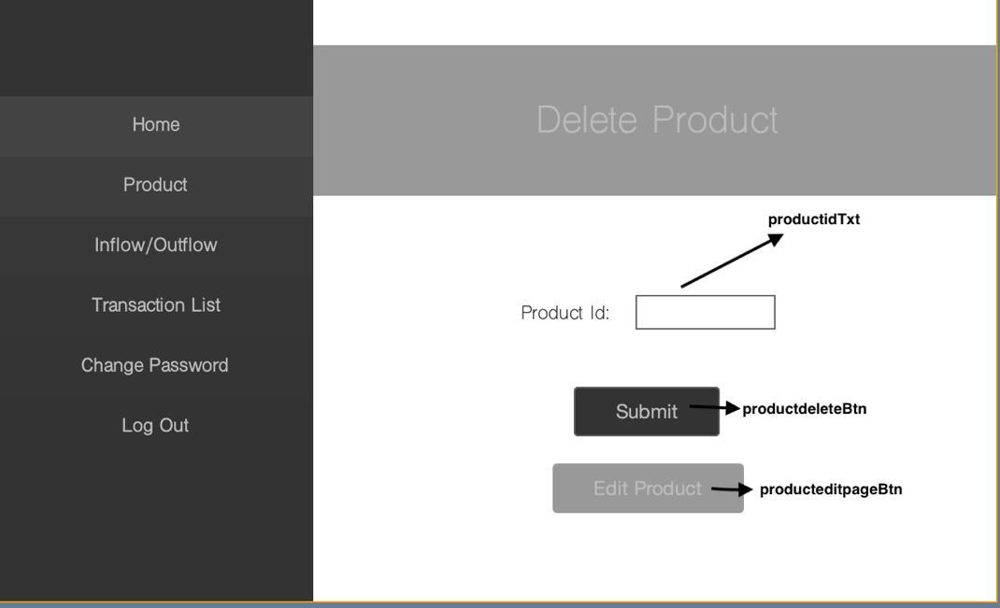 Home
Product
Inflow/Outflow
Transaction List
Change Password
Log Out
Delete Product
productidTxt
Product Id:
Submit
productdeleteBtn
Edit Product
producteditpageBtn